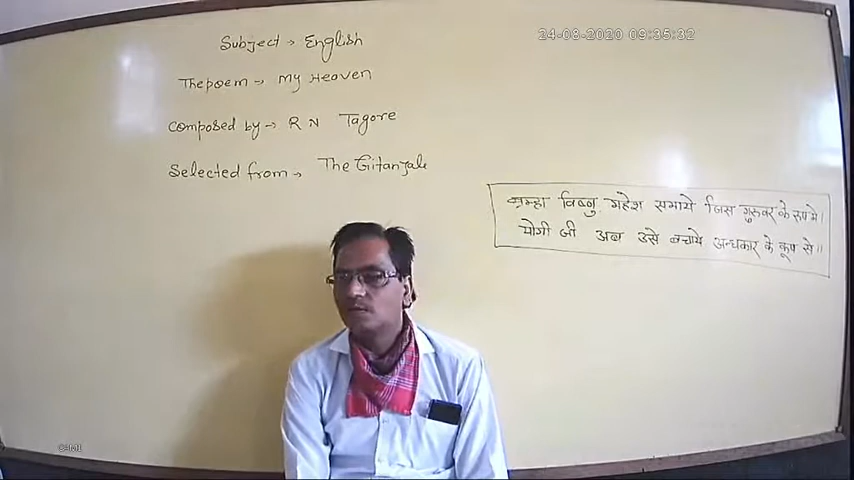 Subject → English
24-08-2020 09:35:32
The poem → My Heaven
Composed by → R N Tagore
Selected from → The Gitanjali
ब्रम्हा विष्णु महेश समाये जिस गुरुवर के रूप में।
योगी जी अब उसे बचाये अन्धकार के कूप से॥